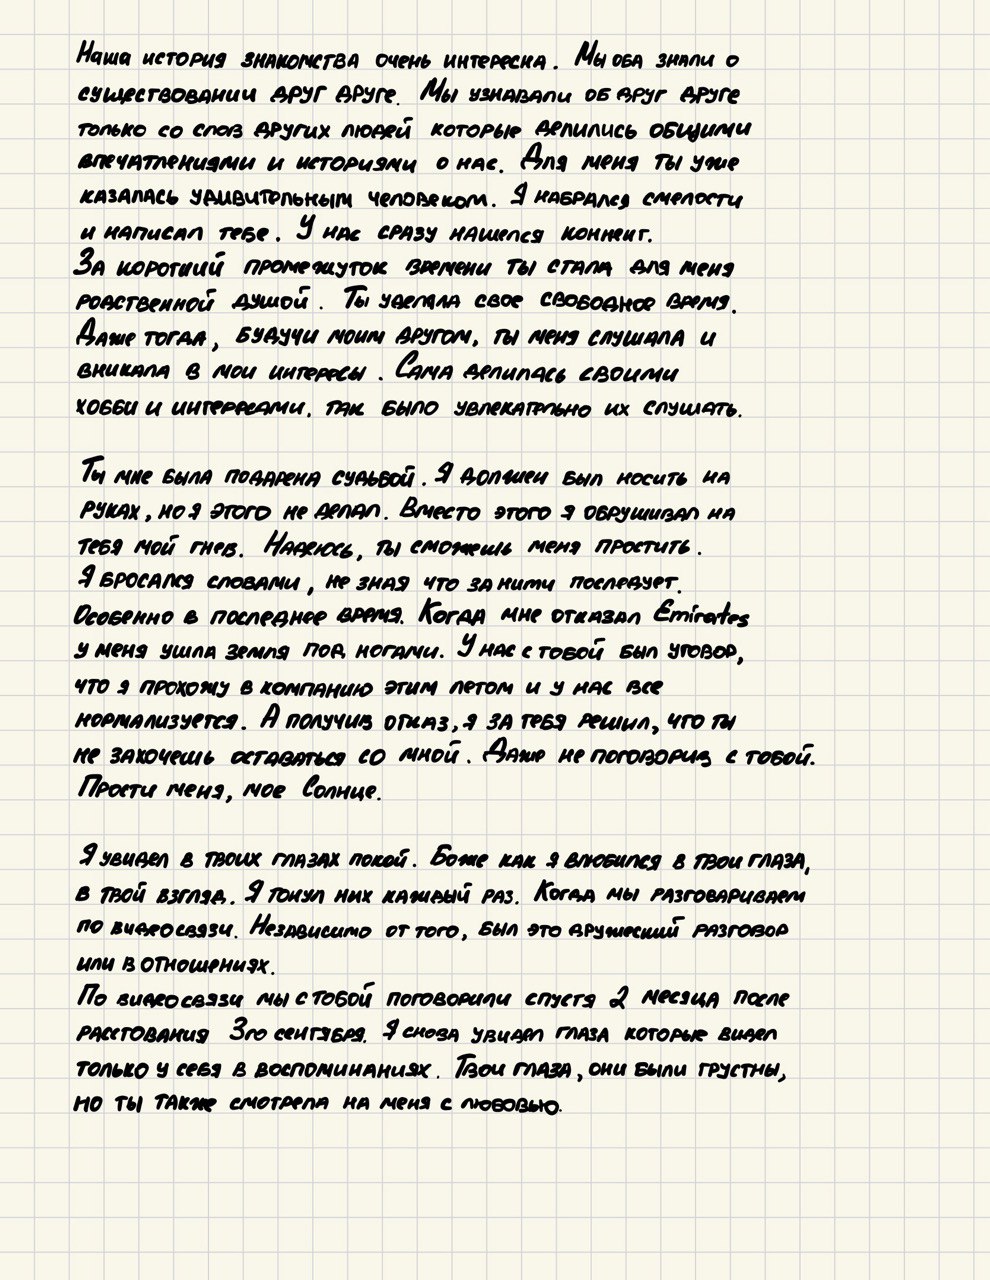 Наша история знакомства очень интересна. Мы оба знали о
существовании друг друге. Мы узнавали об друг друге
только со слов других людей которые делились общими
впечатлениями и историями о нас. Для меня ты уже
казалась удивительным человеком. Я набрался смелости
и написал тебе. У нас сразу нашелся коннект.
За короткий промежуток времени ты стала для меня
родственной душой. Ты уделяла свое свободное время.
Даже тогда, будучи моим другом, ты меня слушала и
вникала в мои интересы. Сама делилась своими
хобби и интересами. Так было увлекательно их слушать.
Ты мне была подарена судьбой. Я должен был носить на
руках, но я этого не делал. Вместо этого я обрушивал на
тебя мой гнев. Надеюсь, ты сможешь меня простить.
Я бросался словами, не зная что за ними последует.
Особенно в последнее время. Когда мне отказал Emirates
у меня ушла земля под ногами. У нас с тобой был уговор,
что я прохожу в компанию этим летом и у нас все
нормализуется. А получив отказ, я за тебя решил, что ты
не захочешь оставаться со мной. Даже не поговорив с тобой.
Прости меня, мое Солнце.
Я увидел в твоих глазах покой. Боже как я влюбился в твои глаза,
в твой взгляд. Я тонул них каждый раз. Когда мы разговариваем
по видеосвязи. Независимо от того, был это дружеский разговор
или в отношениях.
По видеосвязи мы с тобой поговорили спустя 2 месяца после
расстования 3го сентября. Я снова увидел глаза которые видел
только у себя в воспоминаниях. Твои глаза, они были грустны,
но ты также смотрела на меня с любовью.